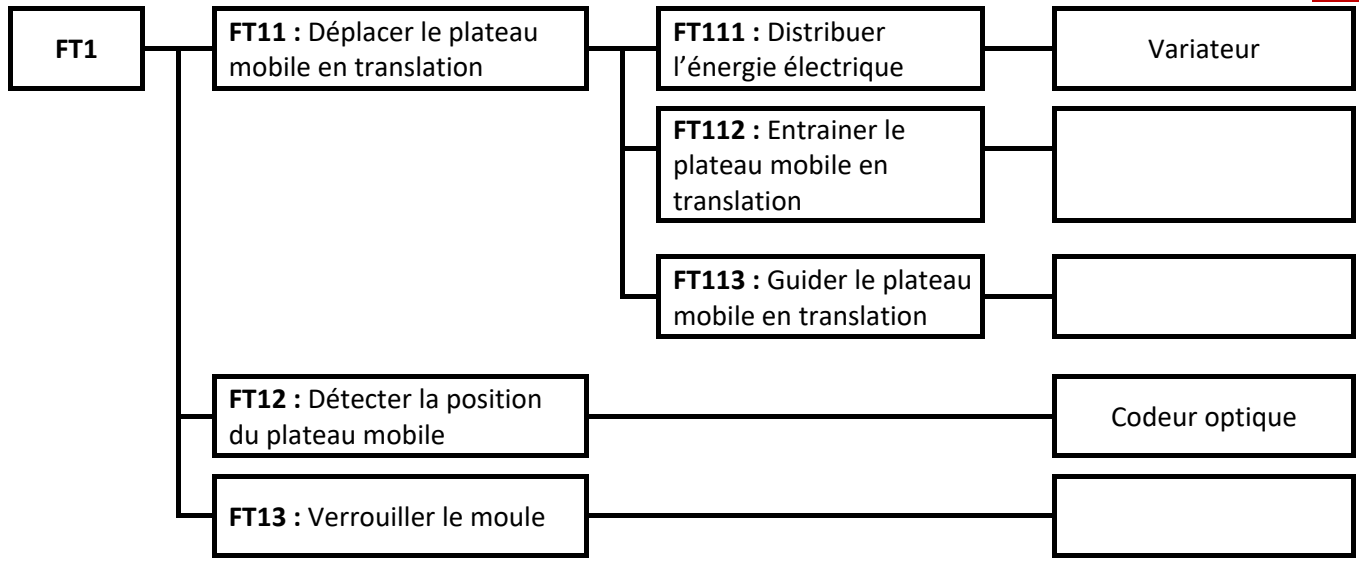 FT1
FT11 : Déplacer le plateau
mobile en translation
FT111 : Distribuer
l’énergie électrique
Variateur
FT112 : Entrainer le
plateau mobile en
translation
FT113 : Guider le plateau
mobile en translation
FT12 : Détecter la position
du plateau mobile
Codeur optique
FT13 : Verrouiller le moule